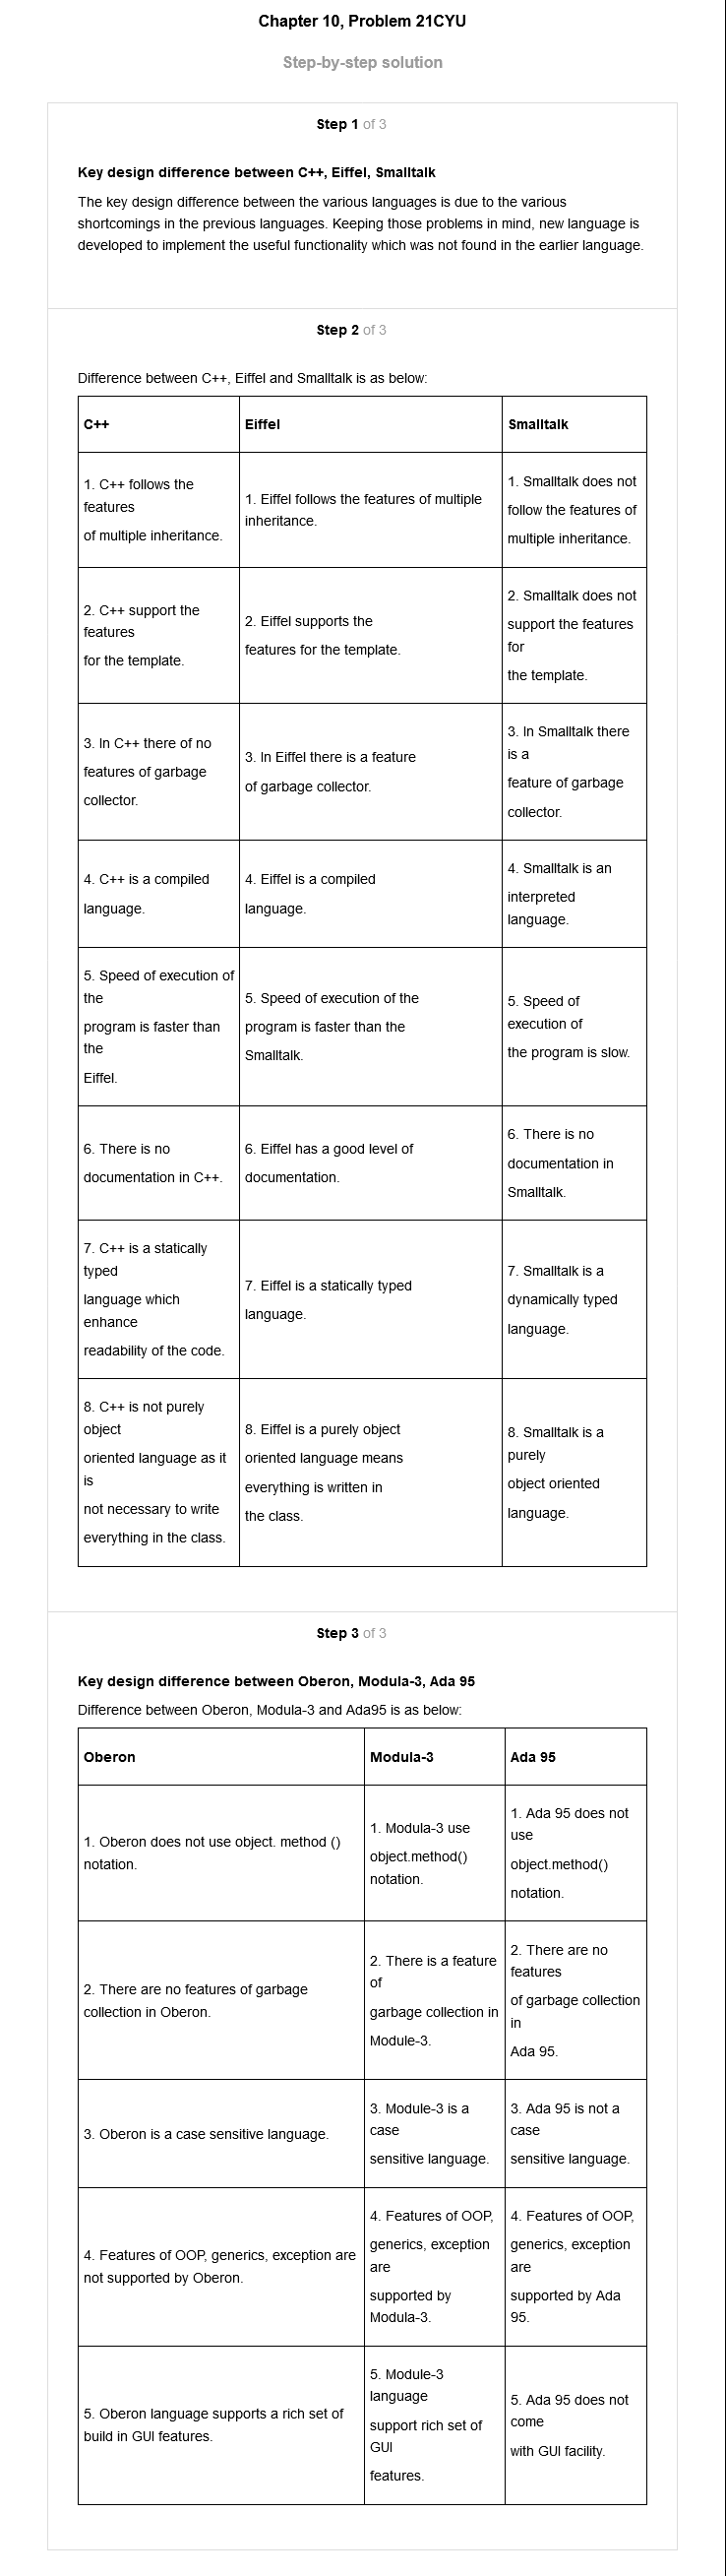 Chapter 10, Problem 21CYU
Step-by-step solution
Step 1 of 3
Key design difference between C++, Eiffel, Smalltalk
The key design difference between the various languages is due to the various
shortcomings in the previous languages. Keeping those problems in mind, new language is
developed to implement the useful functionality which was not found in the earlier language.
Step 2 of 3
Difference between C++, Eiffel and Smalltalk is as below:
C++
Eiffel
Smalltalk
1. C++ follows the
features
of multiple inheritance.
1. Eiffel follows the features of multiple
inheritance.
1. Smalltalk does not
follow the features of
multiple inheritance.
2. C++ support the
features
for the template.
2. Eiffel supports the
features for the template.
2. Smalltalk does not
support the features
for
the template.
3. In C++ there of no
features of garbage
collector.
3. In Eiffel there is a feature
of garbage collector.
3. In Smalltalk there
is a
feature of garbage
collector.
4. C++ is a compiled
language.
4. Eiffel is a compiled
language.
4. Smalltalk is an
interpreted
language.
5. Speed of execution of
the
program is faster than
the
Eiffel.
5. Speed of execution of the
program is faster than the
Smalltalk.
5. Speed of
execution of
the program is slow.
6. There is no
documentation in C++.
6. Eiffel has a good level of
documentation.
6. There is no
documentation in
Smalltalk.
7. C++ is a statically
typed
language which
enhance
readability of the code.
7. Eiffel is a statically typed
language.
7. Smalltalk is a
dynamically typed
language.
8. C++ is not purely
object
oriented language as it
is
not necessary to write
everything in the class.
8. Eiffel is a purely object
oriented language means
everything is written in
the class.
8. Smalltalk is a
purely
object oriented
language.
Step 3 of 3
Key design difference between Oberon, Modula-3, Ada 95
Difference between Oberon, Modula-3 and Ada95 is as below:
Oberon
Modula-3
Ada 95
1. Oberon does not use object. method ()
notation.
1. Modula-3 use
object.method()
notation.
1. Ada 95 does not
use
object.method()
notation.
2. There are no features of garbage
collection in Oberon.
2. There is a feature
of
garbage collection in
Module-3.
2. There are no
features
of garbage collection
in
Ada 95.
3. Oberon is a case sensitive language.
3. Module-3 is a
case
sensitive language.
3. Ada 95 is not a
case
sensitive language.
4. Features of OOP, generics, exception are
not supported by Oberon.
4. Features of OOP,
generics, exception
are
supported by
Modula-3.
4. Features of OOP,
generics, exception
are
supported by Ada
95.
5. Oberon language supports a rich set of
build in GUI features.
5. Module-3
language
support rich set of
GUI
features.
5. Ada 95 does not
come
with GUI facility.